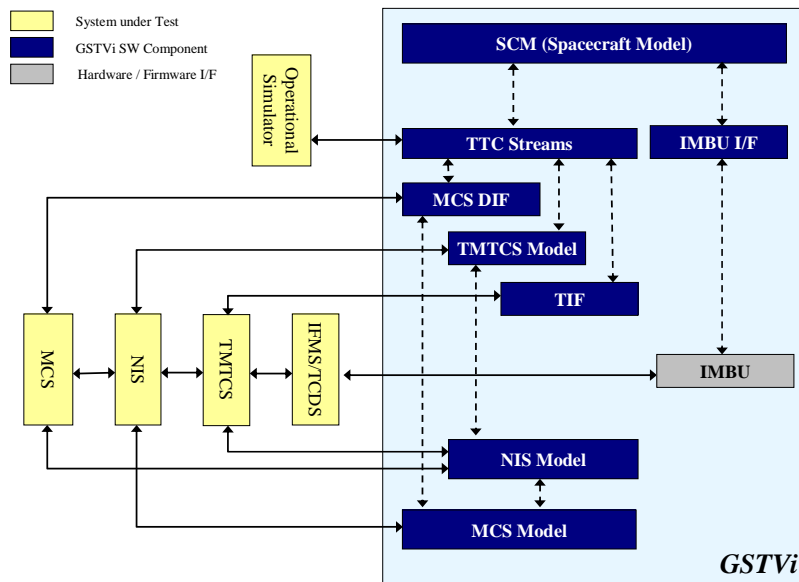 System under Test
GSTVi SW Component
Hardware / Firmware I/F
SCM (Spacecraft Model)
Operational
Simulator
TTC Streams
IMBU I/F
MCS DIF
TMTCS Model
TIF
MCS
NIS
TMTCS
IFMS/TCDS
IMBU
NIS Model
MCS Model
GSTVi